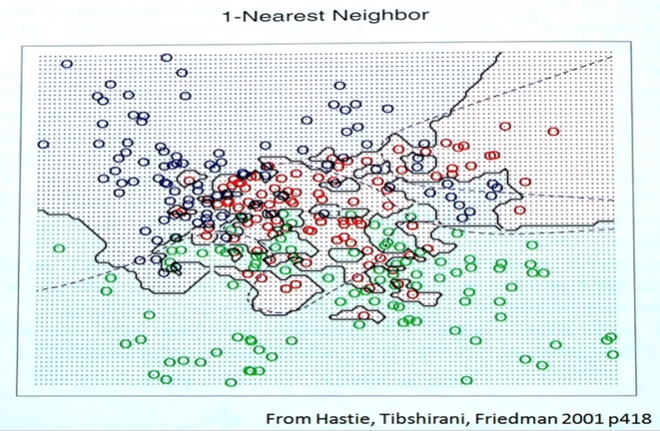 1-Nearest Neighbor
From Hastie, Tibshirani, Friedman 2001 p418